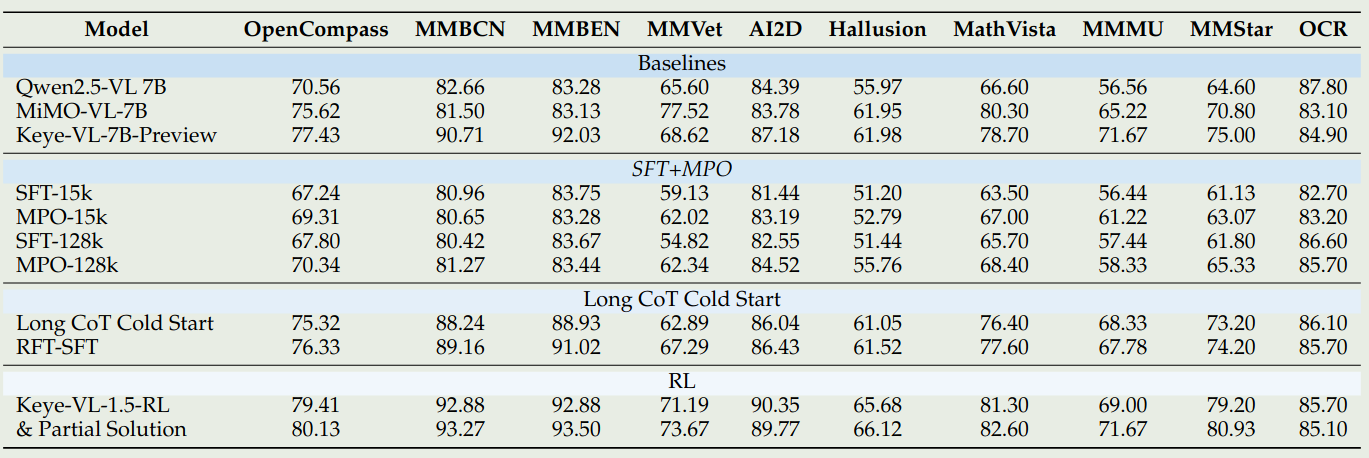 Model OpenCompass MMBCN MMBEN MMVet AI2D Hallusion MathVista MMMU MMStar OCR
Baselines
Qwen2.5-VL 7B 70.56 82.66 83.28 65.60 84.39 55.97 66.60 56.56 64.60 87.80
MiMO-VL-7B 75.62 81.50 83.13 77.52 83.78 61.95 80.30 65.22 70.80 83.10
Keye-VL-7B-Preview 77.43 90.71 92.03 68.62 87.18 61.98 78.70 71.67 75.00 84.90
SFT+MPO
SFT-15k 67.24 80.96 83.75 59.13 81.44 51.20 63.50 56.44 61.13 82.70
MPO-15k 69.31 80.65 83.28 62.02 83.19 52.79 67.00 61.22 63.07 83.20
SFT-128k 67.80 80.42 83.67 54.82 82.55 51.44 65.70 57.44 61.80 86.60
MPO-128k 70.34 81.27 83.44 62.34 84.52 55.76 68.40 58.33 65.33 85.70
Long CoT Cold Start
Long CoT Cold Start 75.32 88.24 88.93 62.89 86.04 61.05 76.40 68.33 73.20 86.10
RFT-SFT 76.33 89.16 91.02 67.29 86.43 61.52 77.60 67.78 74.20 85.70
RL
Keye-VL-1.5-RL 79.41 92.88 92.88 71.19 90.35 65.68 81.30 69.00 79.20 85.70
& Partial Solution 80.13 93.27 93.50 73.67 89.77 66.12 82.60 71.67 80.93 85.10